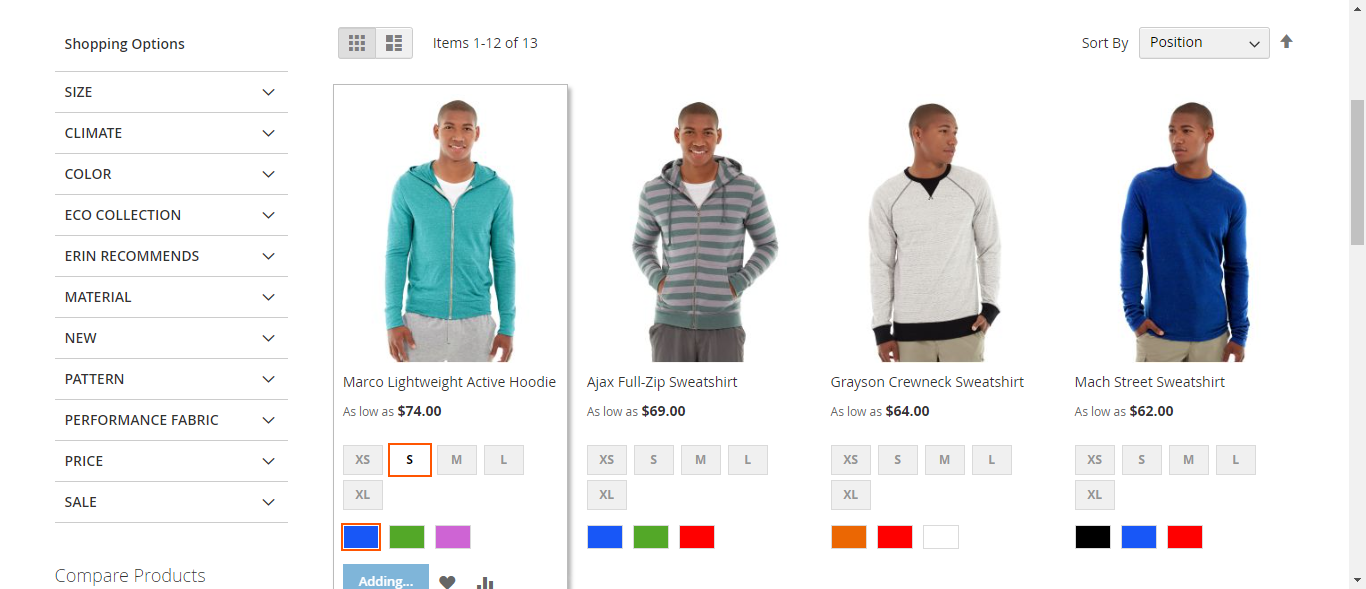 Shopping Options
SIZE
CLIMATE
COLOR
ECO COLLECTION
ERIN RECOMMENDS
MATERIAL
NEW
PATTERN
PERFORMANCE FABRIC
PRICE
SALE
Compare Products
Items 1-12 of 13
Sort By Position
Marco Lightweight Active Hoodie
As low as $74.00
XS S M L
XL
Adding...
Ajax Full-Zip Sweatshirt
As low as $69.00
XS S M L
XL
Grayson Crewneck Sweatshirt
As low as $64.00
XS S M L
XL
Mach Street Sweatshirt
As low as $62.00
XS S M L
XL